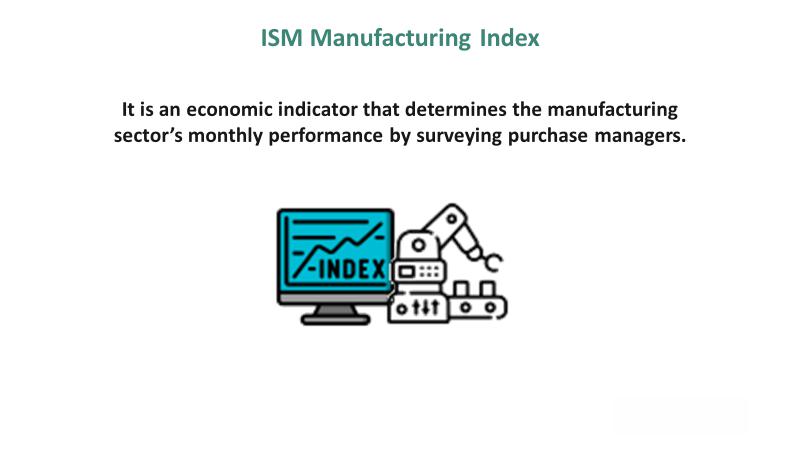 ISM Manufacturing Index
It is an economic indicator that determines the manufacturing
sector’s monthly performance by surveying purchase managers.
INDEX